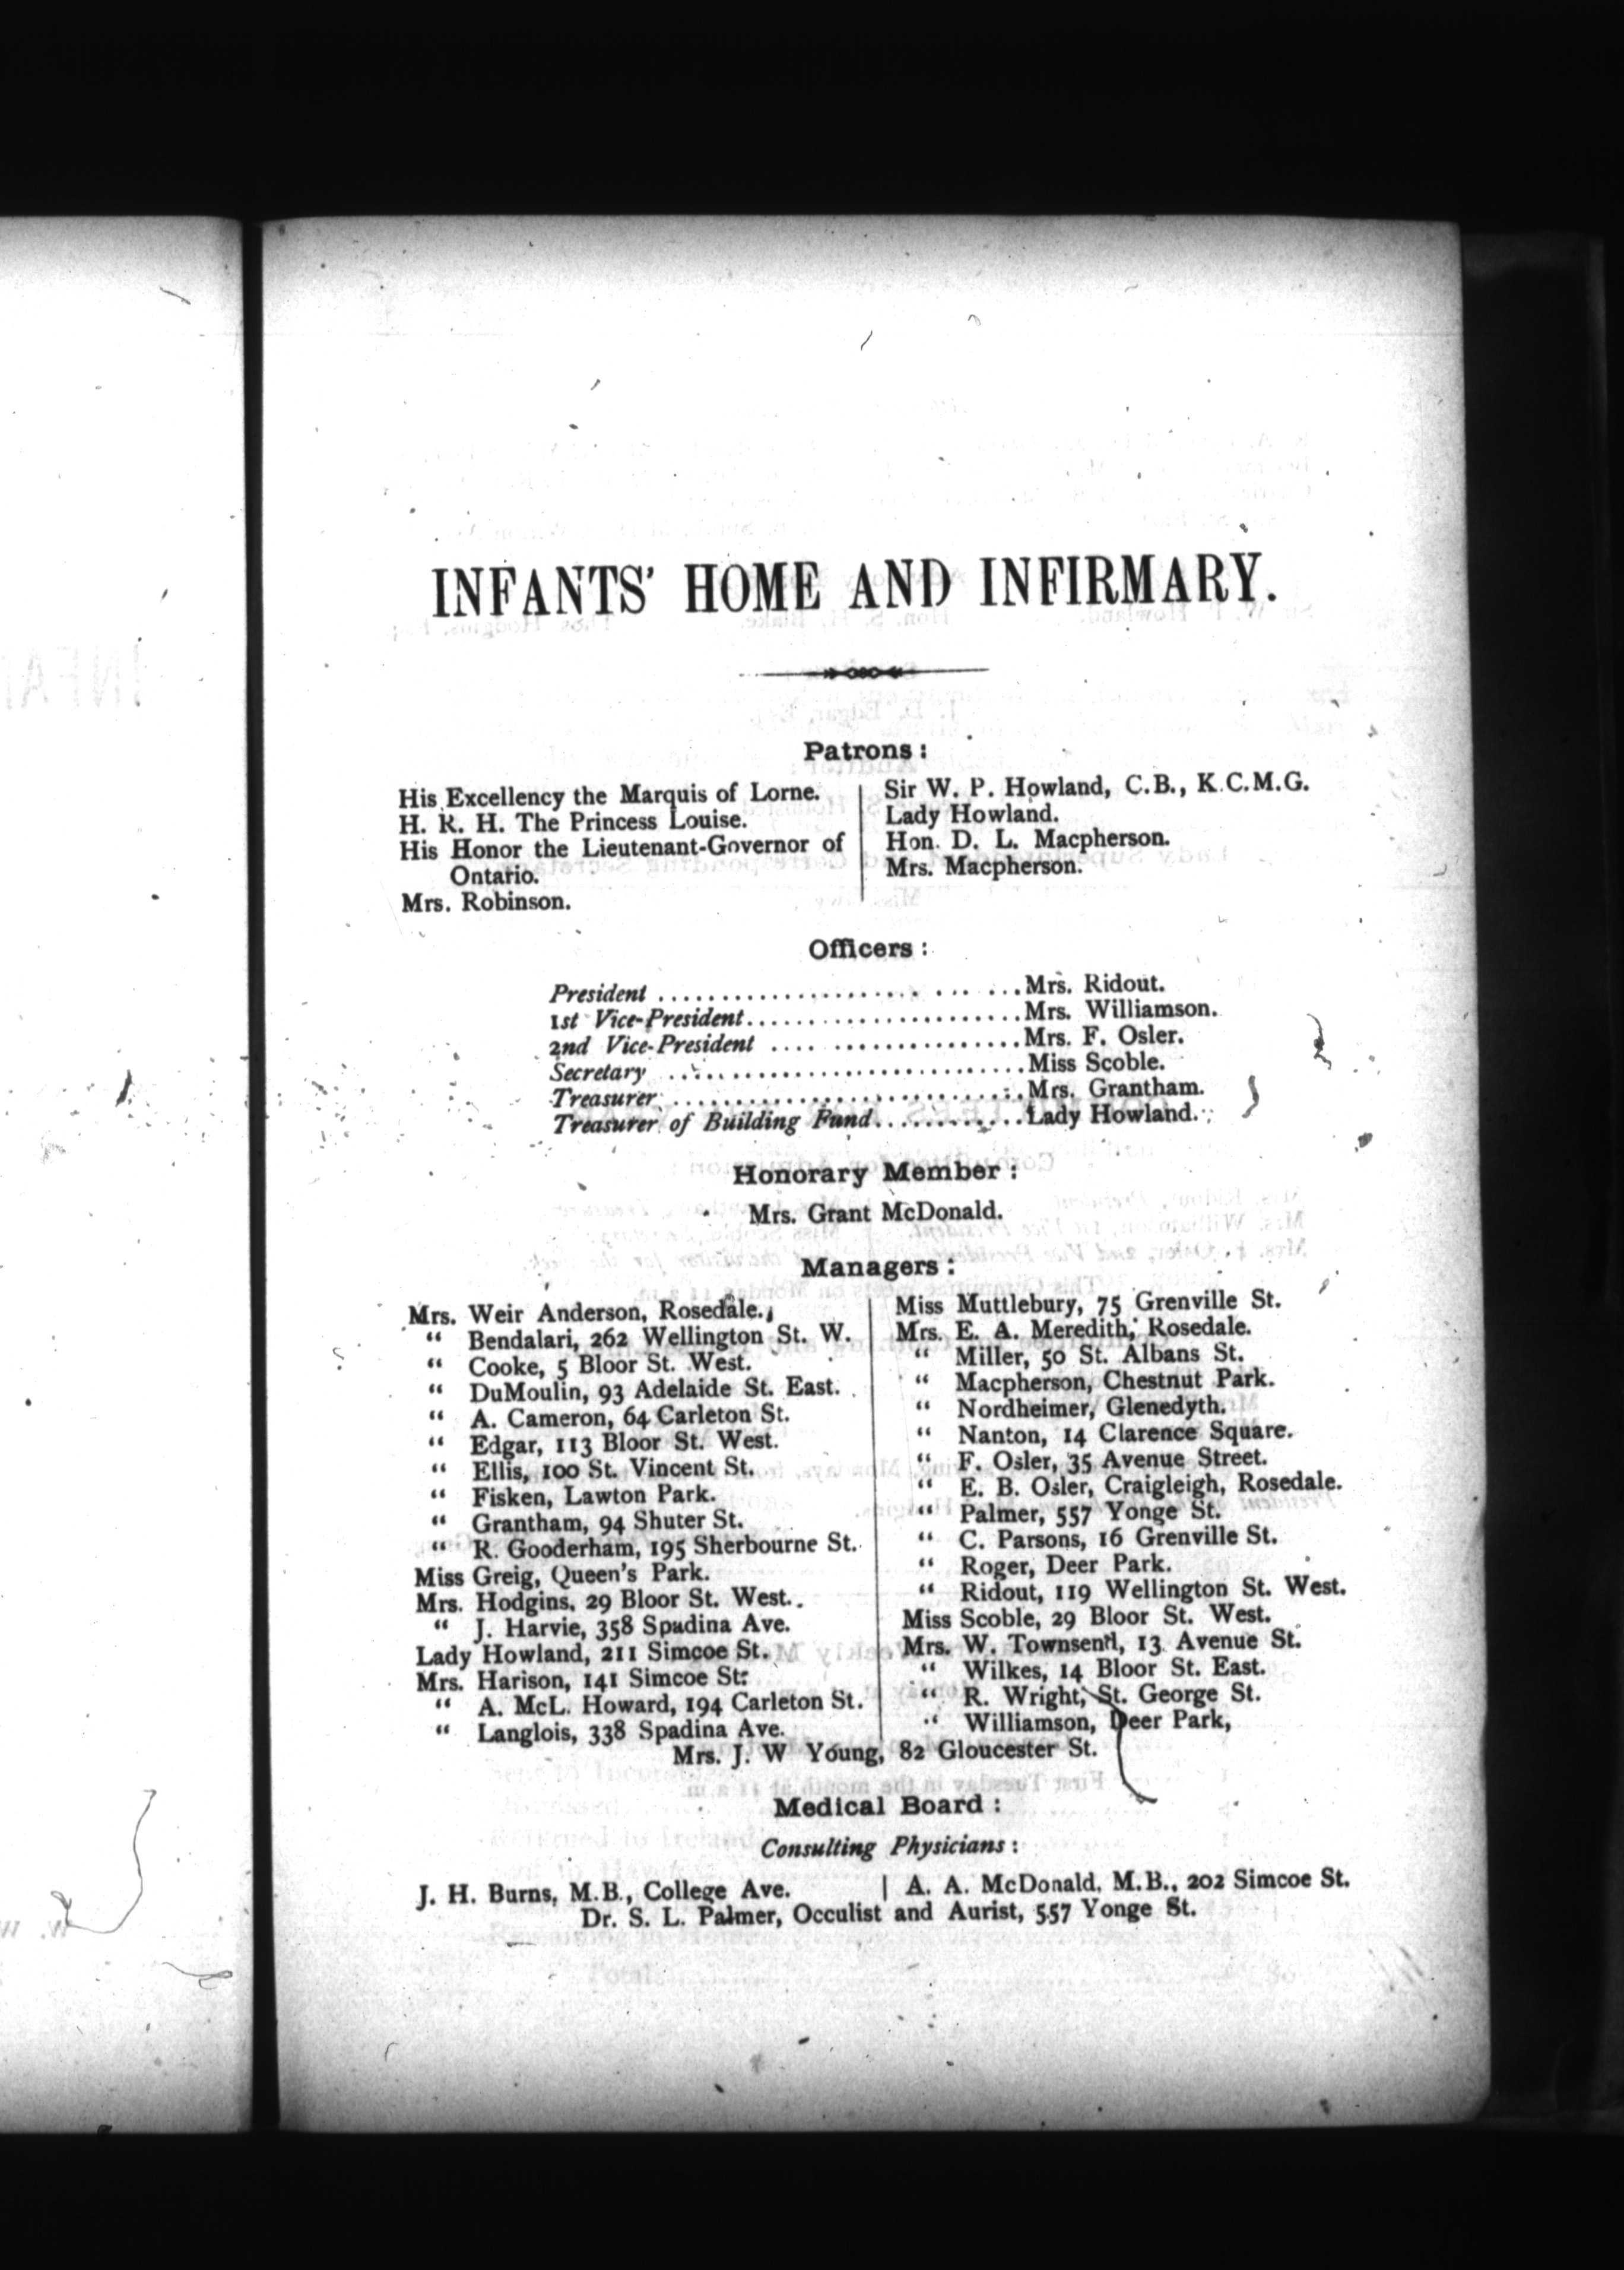 INFANTS' HOME AND INFIRMARY.
Patrons :
His Excellency the Marquis of Lorne.
H. R. H. The Princess Louise.
His Honor the Lieutenant-Governor of
Ontario.
Mrs. Robinson.
Sir W. P. Howland, C.B., K.C.M.G.
Lady Howland.
Hon. D. L. Macpherson.
Mrs. Macpherson.
Officers :
President ........................... Mrs. Ridout.
1st Vice-President...................... Mrs. Williamson.
2nd Vice-President .................... Mrs. F. Osler.
Secretary ............................ Miss Scoble.
Treasurer ............................ Mrs. Grantham.
Treasurer of Building Fund............ Lady Howland.
Honorary Member :
Mrs. Grant McDonald.
Managers :
Mrs. Weir Anderson, Rosedale.
“ Bendalari, 262 Wellington St. W.
“ Cooke, 5 Bloor St. West.
“ DuMoulin, 93 Adelaide St. East.
“ A. Cameron, 64 Carleton St.
“ Edgar, 113 Bloor St. West.
“ Ellis, 100 St. Vincent St.
“ Fisken, Lawton Park.
“ Grantham, 94 Shuter St.
“ R. Gooderham, 195 Sherbourne St.
Miss Greig, Queen's Park.
Mrs. Hodgins, 29 Bloor St. West.
“ J. Harvie, 358 Spadina Ave.
Lady Howland, 211 Simcoe St.
Mrs. Harison, 141 Simcoe St.
“ A. McL. Howard, 194 Carleton St.
“ Langlois, 338 Spadina Ave.
Miss Muttlebury, 75 Grenville St.
Mrs. E. A. Meredith, Rosedale.
“ Miller, 50 St. Albans St.
“ Macpherson, Chestnut Park.
“ Nordheimer, Glenedyth.
“ Nanton, 14 Clarence Square.
“ F. Osler, 35 Avenue Street.
“ E. B. Osler, Craigleigh, Rosedale.
“ Palmer, 557 Yonge St.
“ C. Parsons, 16 Grenville St.
“ Roger, Deer Park.
“ Ridout, 119 Wellington St. West.
Miss Scoble, 29 Bloor St. West.
Mrs. W. Townsend, 13 Avenue St.
“ Wilkes, 14 Bloor St. East.
“ R. Wright, St. George St.
“ Williamson, Deer Park,
Mrs. J. W Young, 82 Gloucester St.
Medical Board :
Consulting Physicians :
J. H. Burns, M.B., College Ave.
A. A. McDonald, M.B., 202 Simcoe St.
Dr. S. L. Palmer, Occulist and Aurist, 557 Yonge St.